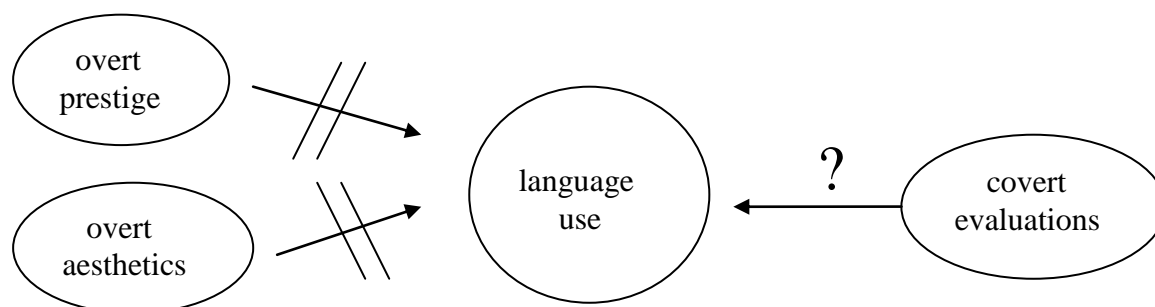 overt
prestige
overt
aesthetics
language
use
?
covert
evaluations